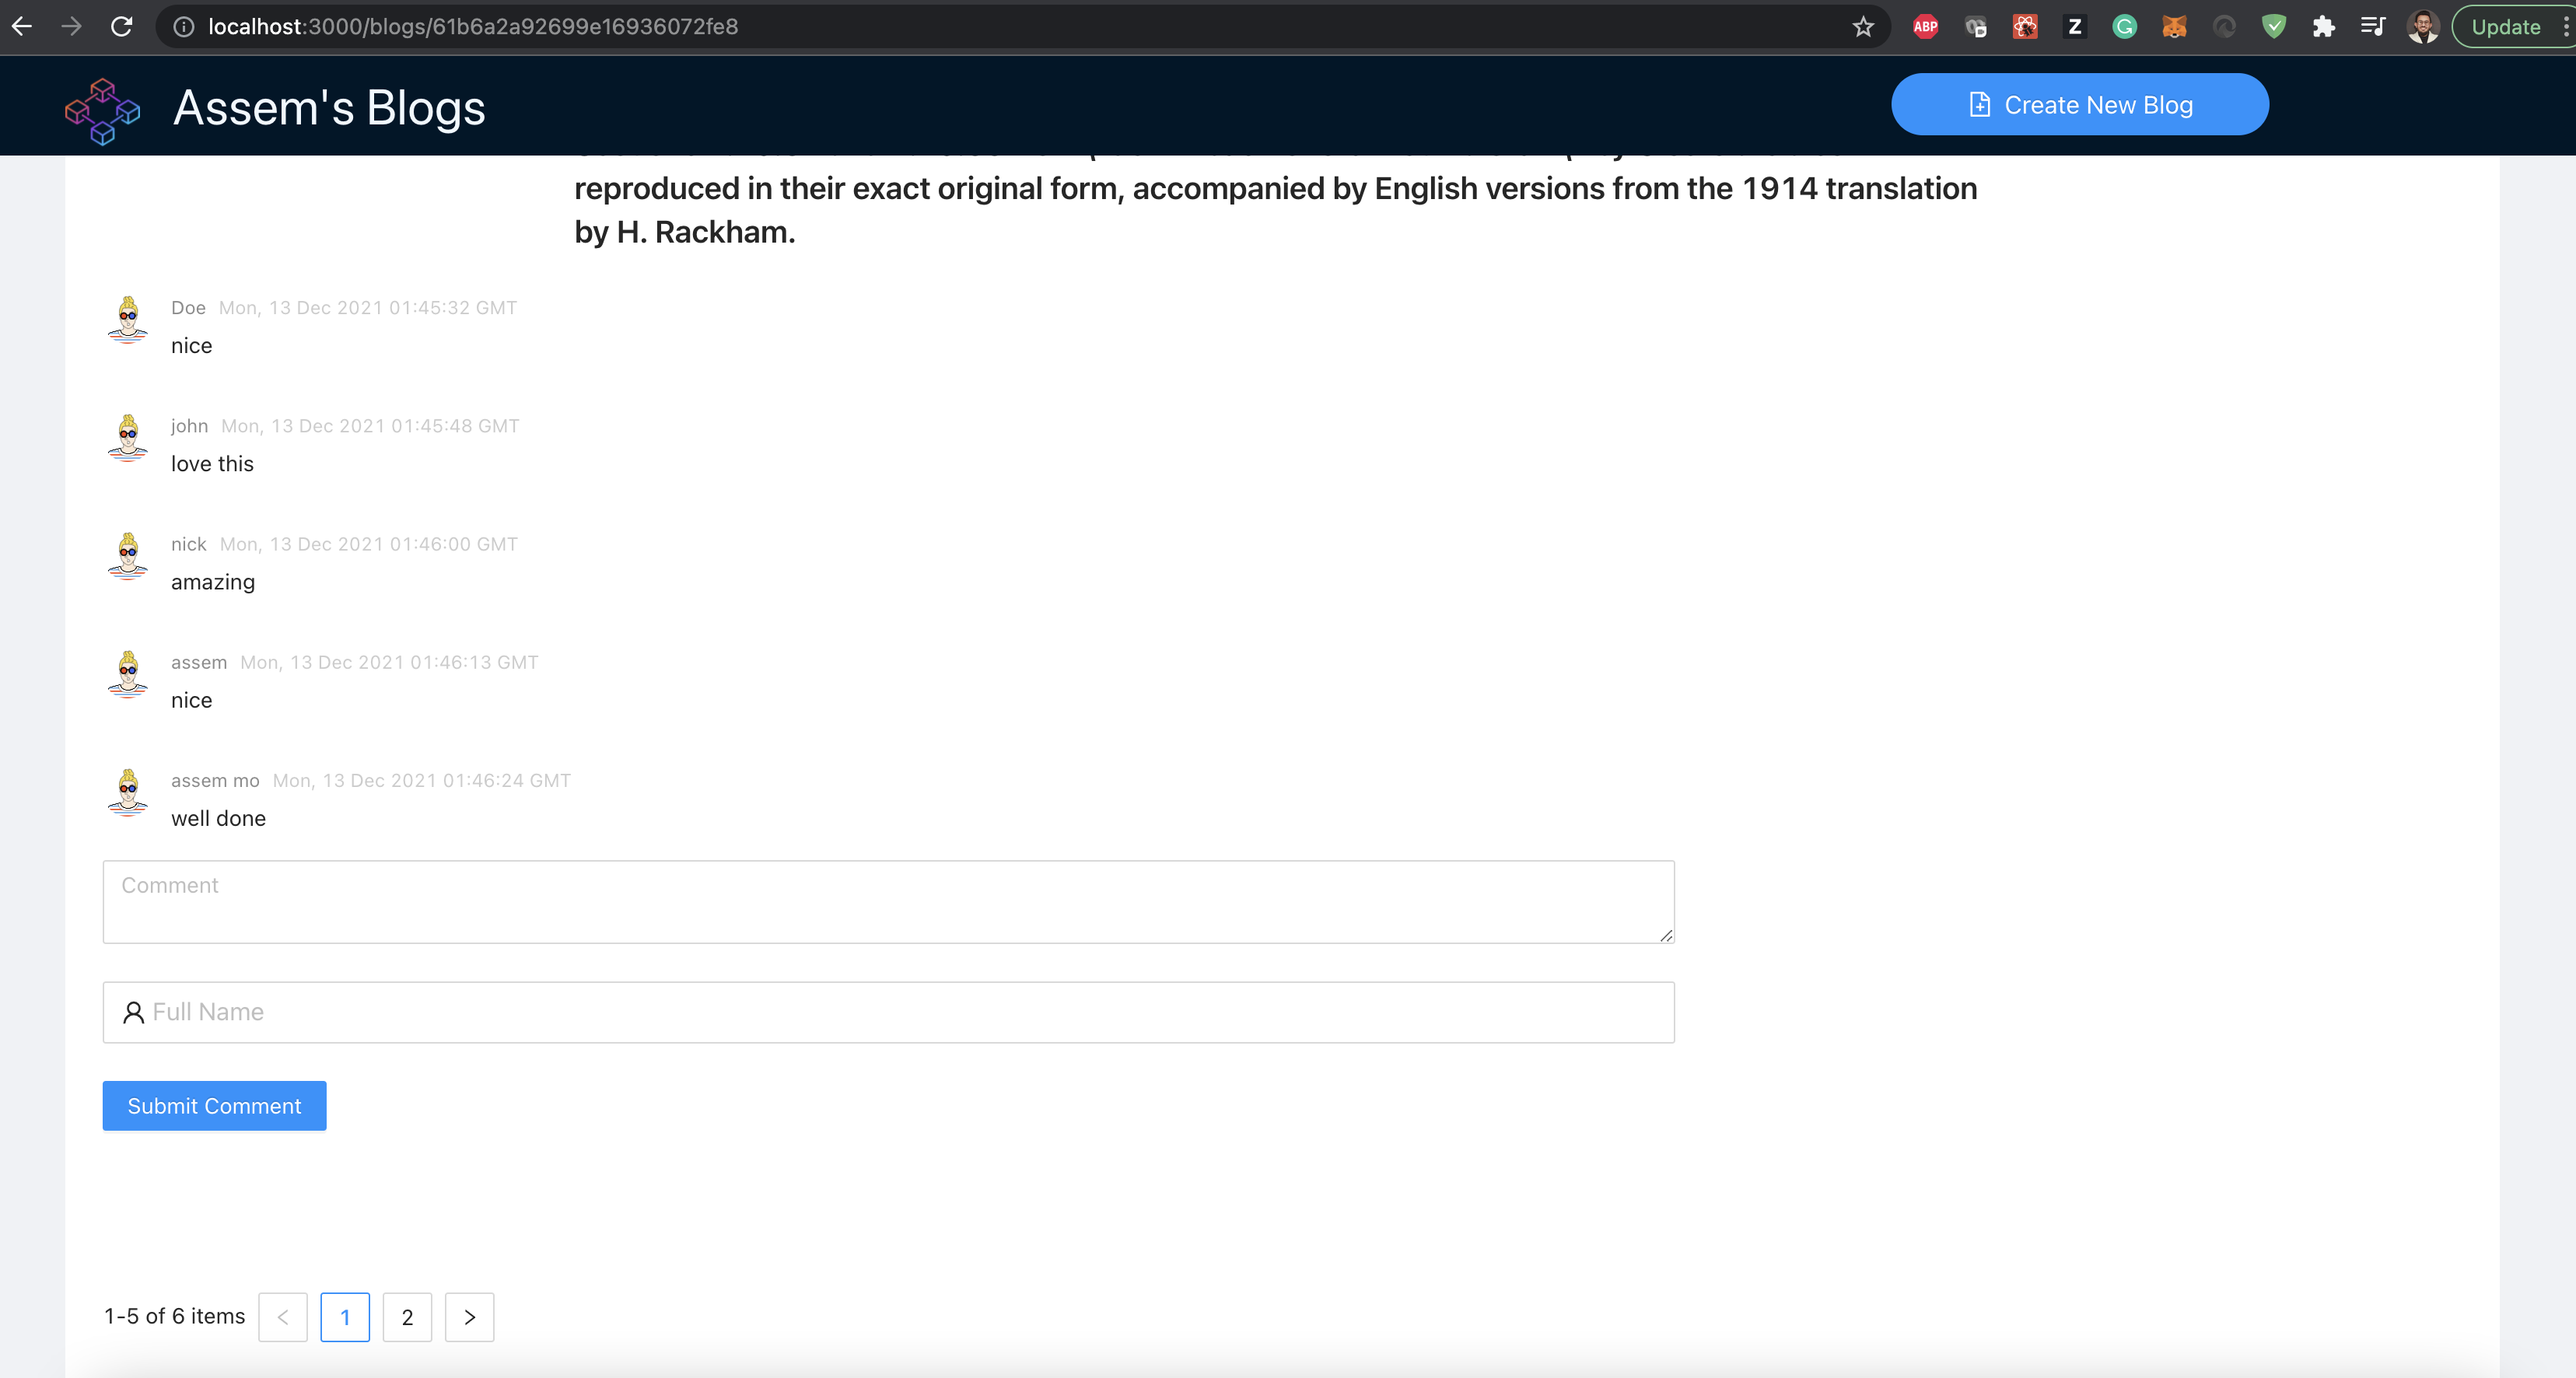 localhost:3000/blogs/61b6a2a92699e16936072fe8
ABP
Z
G
Update
Assem's Blogs
Create New Blog
reproduced in their exact original form, accompanied by English versions from the 1914 translation
by H. Rackham.
Doe Mon, 13 Dec 2021 01:45:32 GMT
nice
john Mon, 13 Dec 2021 01:45:48 GMT
love this
nick Mon, 13 Dec 2021 01:46:00 GMT
amazing
assem Mon, 13 Dec 2021 01:46:13 GMT
nice
assem mo Mon, 13 Dec 2021 01:46:24 GMT
well done
Comment
Full Name
Submit Comment
1-5 of 6 items < 1 2 >